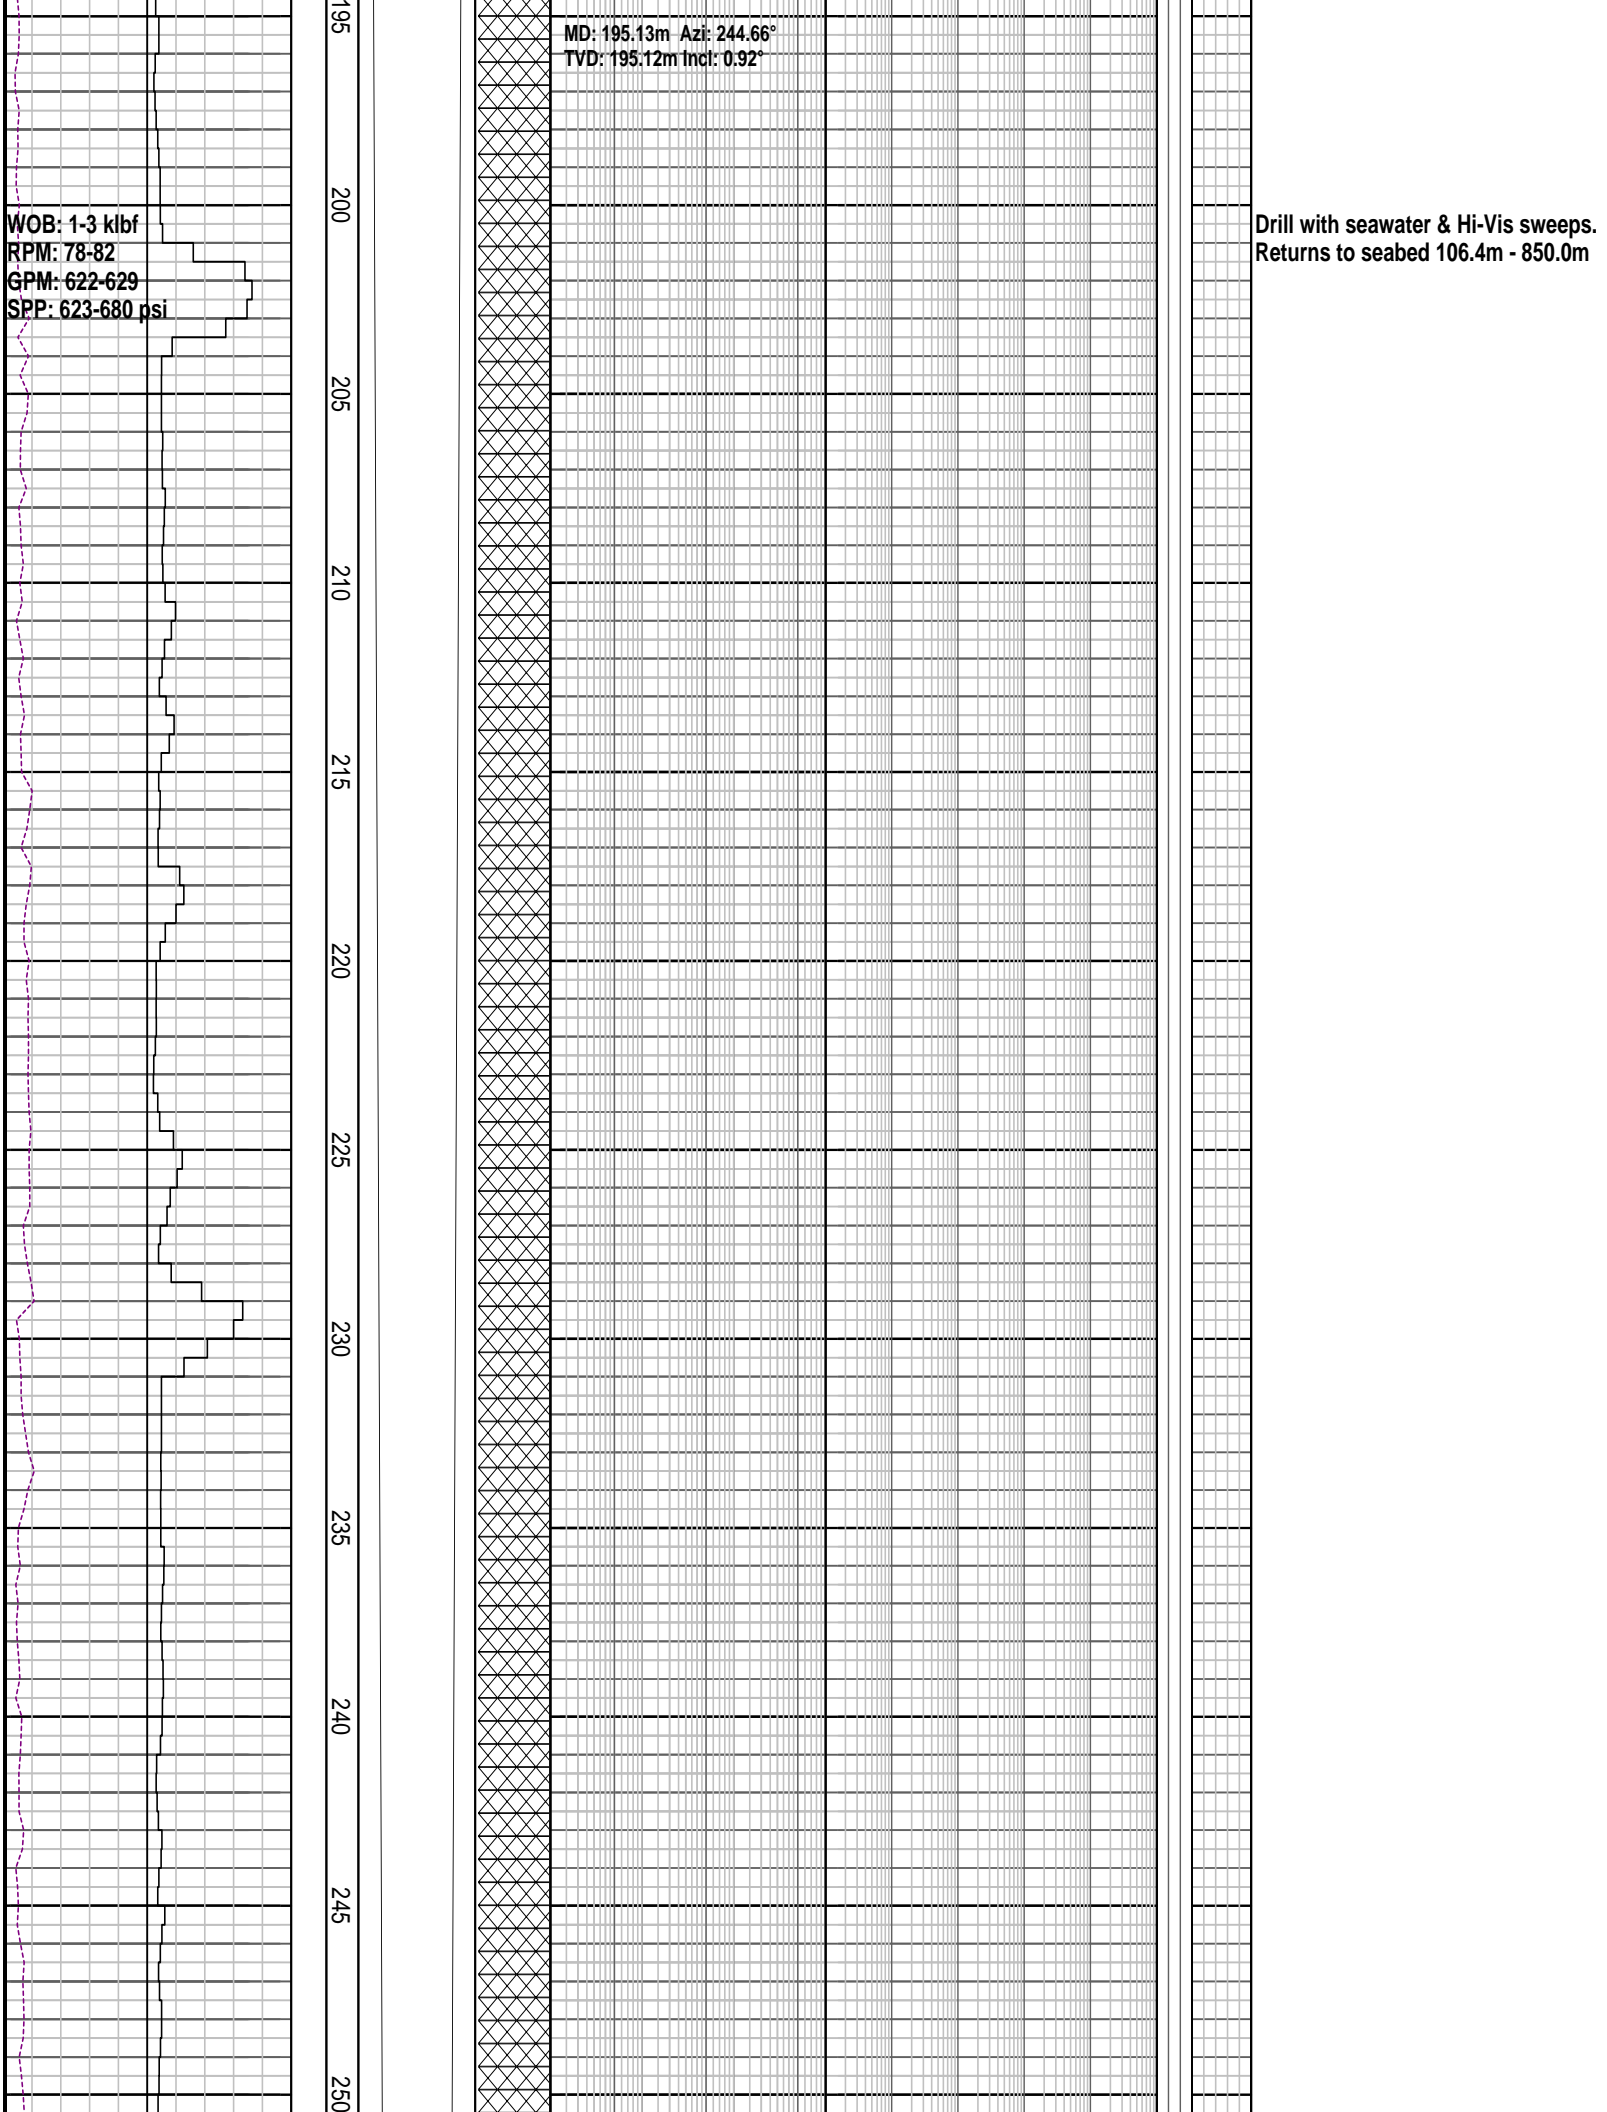 195
MD: 195.13m Azi: 244.66°
TVD: 195.12m Incl: 0.92°
200
WOB: 1-3 klbf
RPM: 78-82
GPM: 622-629
SPP: 623-680 psi
Drill with seawater & Hi-Vis sweeps.
Returns to seabed 106.4m - 850.0m
205
210
215
220
225
230
235
240
245
250